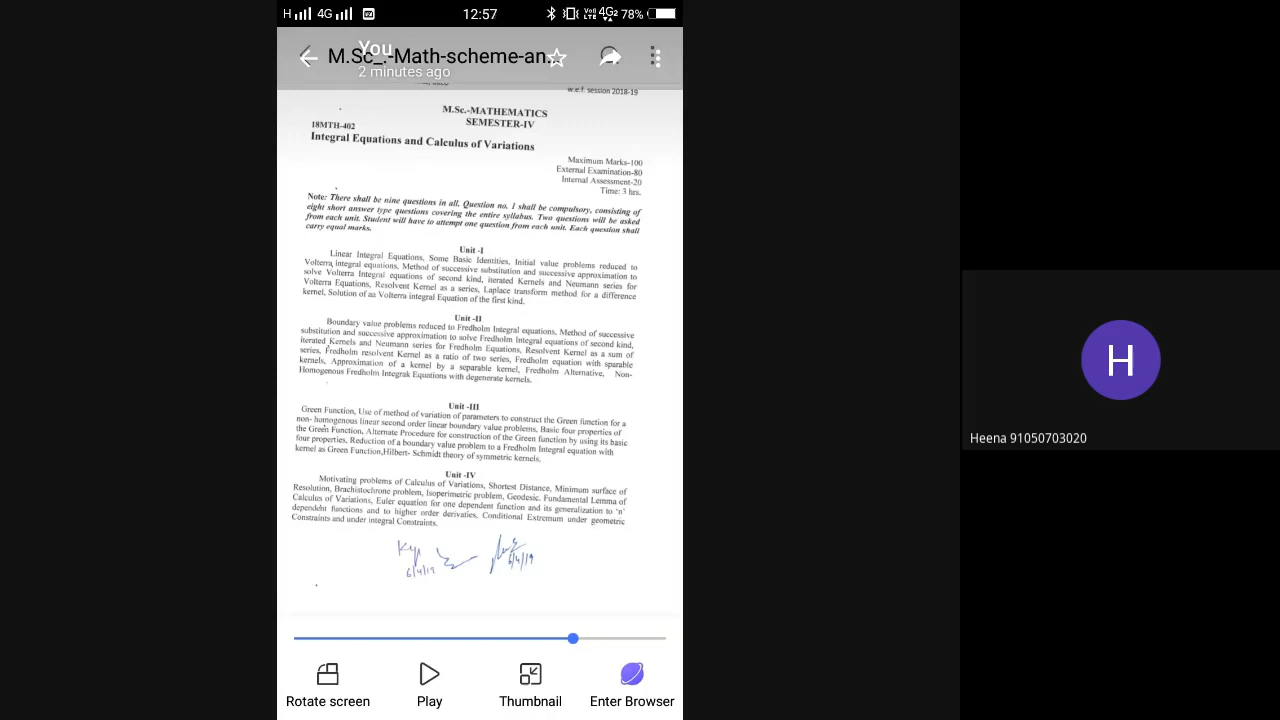 H 4G 12:57 4G2 78%
You
M.Sc_.-Math-scheme-an...
2 minutes ago
w.e.f. session 2018-19
M.Sc.-MATHEMATICS
SEMESTER-IV
18MTH-402
Integral Equations and Calculus of Variations
Maximum Marks-100
External Examination-80
Internal Assessment-20
Time: 3 hrs.
Note: There shall be nine questions in all. Question no. 1 shall be compulsory, consisting of
eight short answer type questions covering the entire syllabus. Two questions will be asked
from each unit. Student will have to attempt one question from each unit. Each question shall
carry equal marks.
Unit -I
Linear Integral Equations, Some Basic Identities, Initial value problems reduced to
Volterra integral equations, Method of successive substitution and successive approximation to
solve Volterra Integral equations of second kind, iterated Kernels and Neumann series for
Volterra Equations, Resolvent Kernel as a series, Laplace transform method for a difference
kernel, Solution of as Volterra integral Equation of the first kind.
Unit -II
Boundary value problems reduced to Fredholm Integral equations, Method of successive
substitution and successive approximation to solve Fredholm Integral equations of second kind,
iterated Kernels and Neumann series for Fredholm Equations, Resolvent Kernel as a sum of
series, Fredholm resolvent Kernel as a ratio of two series, Fredholm equation with sparable
kernels, Approximation of a kernel by a separable kernel, Fredholm Alternative, Non-
Homogenous Fredholm Integrak Equations with degenerate kernels.
Unit -III
Green Function, Use of method of variation of parameters to construct the Green function for a
non- homogenous linear second order linear boundary value problems, Basic four properties of
the Green Function, Alternate Procedure for construction of the Green function by using its basic
four properties, Reduction of a boundary value problem to a Fredholm Integral equation with
kernel as Green Function,Hilbert- Schmidt theory of symmetric kernels.
Unit -IV
Motivating problems of Calculus of Variations, Shortest Distance, Minimum surface of
Resolution, Brachistochrone problem, Isoperimetric problem, Geodesic. Fundamental Lemma of
Calculus of Variations, Euler equation for one dependent function and its generalization to 'n'
dependent functions and to higher order derivaties, Conditional Extremum under geometric
Constraints and under integral Constraints.
6/4/19 6/4/19
Rotate screen Play Thumbnail Enter Browser
H
Heena 91050703020